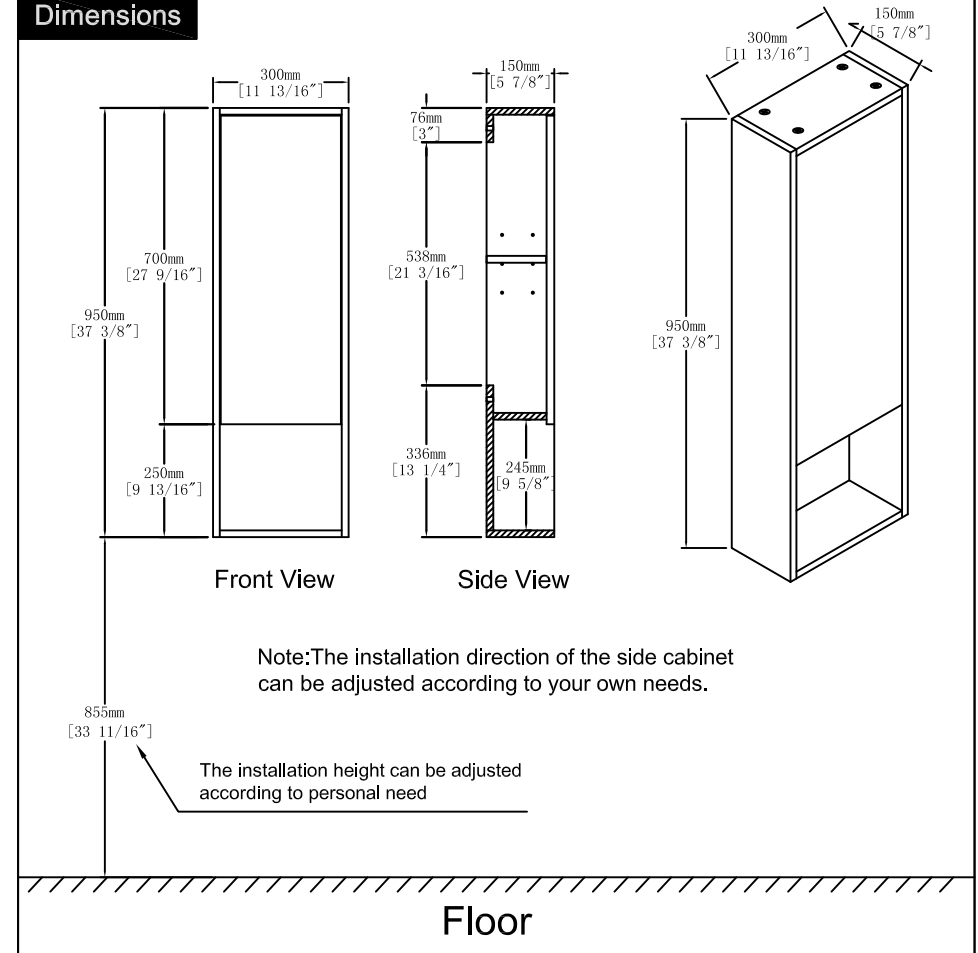 Dimensions
300mm
[11 13/16″]
700mm
[27 9/16″]
950mm
[37 3/8″]
250mm
[9 13/16″]
Front View
150mm
[5 7/8″]
76mm
[3″]
538mm
[21 3/16″]
336mm
[13 1/4″]
245mm
[9 5/8″]
Side View
300mm
[11 13/16″]
150mm
[5 7/8″]
950mm
[37 3/8″]
Note:The installation direction of the side cabinet
can be adjusted according to your own needs.
855mm
[33 11/16″]
The installation height can be adjusted
according to personal need
Floor